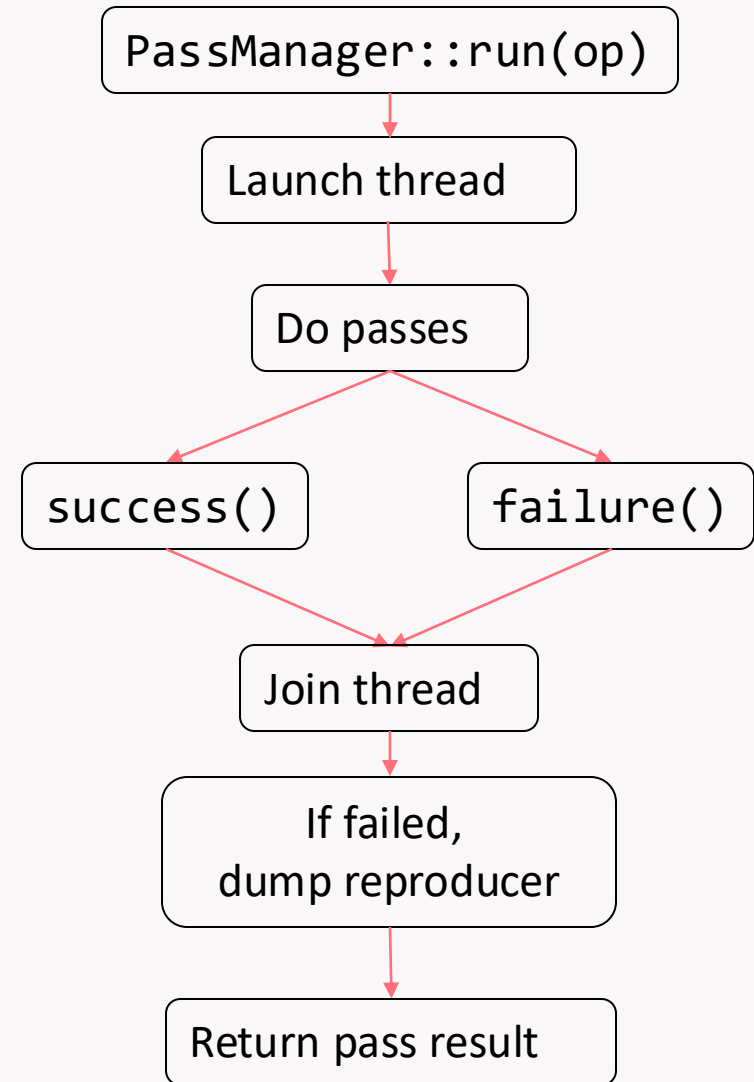 PassManager::run(op)
Launch thread
Do passes
success()
failure()
Join thread
If failed,
dump reproducer
Return pass result